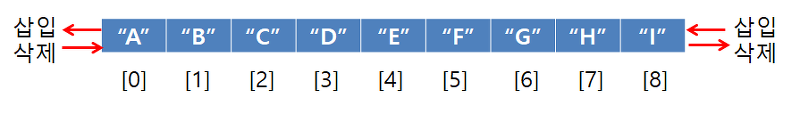 삽입 “A” “B” “C” “D” “E” “F” “G” “H” “I” 삽입
삭제 삭제
[0] [1] [2] [3] [4] [5] [6] [7] [8]